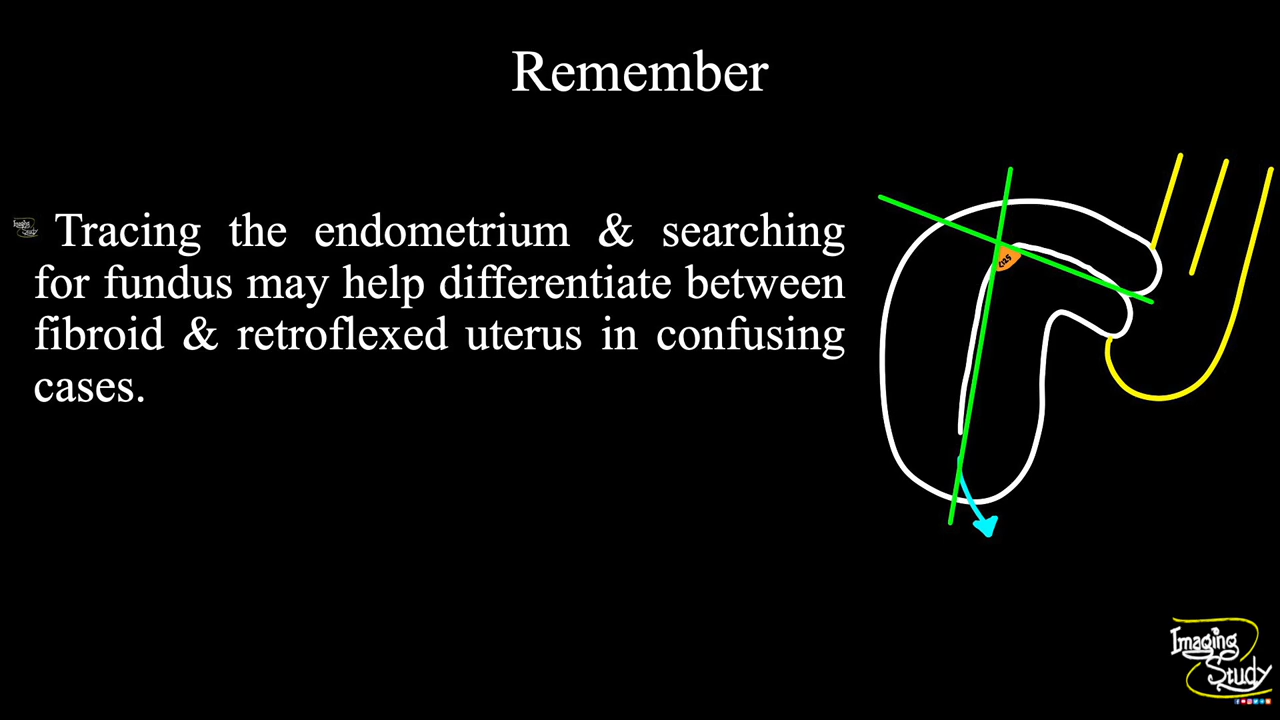 Remember
Tracing the endometrium & searching
for fundus may help differentiate between
fibroid & retroflexed uterus in confusing
cases.
Imaging
Study